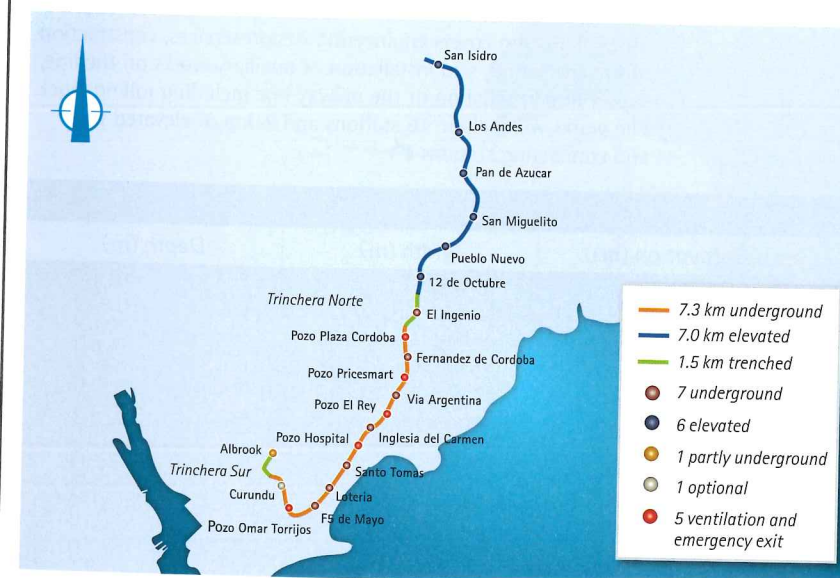 San Isidro
Los Andes
Pan de Azucar
San Miguelito
Pueblo Nuevo
12 de Octubre
Trinchera Norte
El Ingenio
Pozo Plaza Cordoba
Fernandez de Cordoba
Pozo Pricesmart
Via Argentina
Pozo El Rey
Inglesia del Carmen
Pozo Hospital
Albrook
Santo Tomas
Trinchera Sur
Curundu
Loteria
F5 de Mayo
Pozo Omar Torrijos
7.3 km underground
7.0 km elevated
1.5 km trenched
7 underground
6 elevated
1 partly underground
1 optional
5 ventilation and
emergency exit